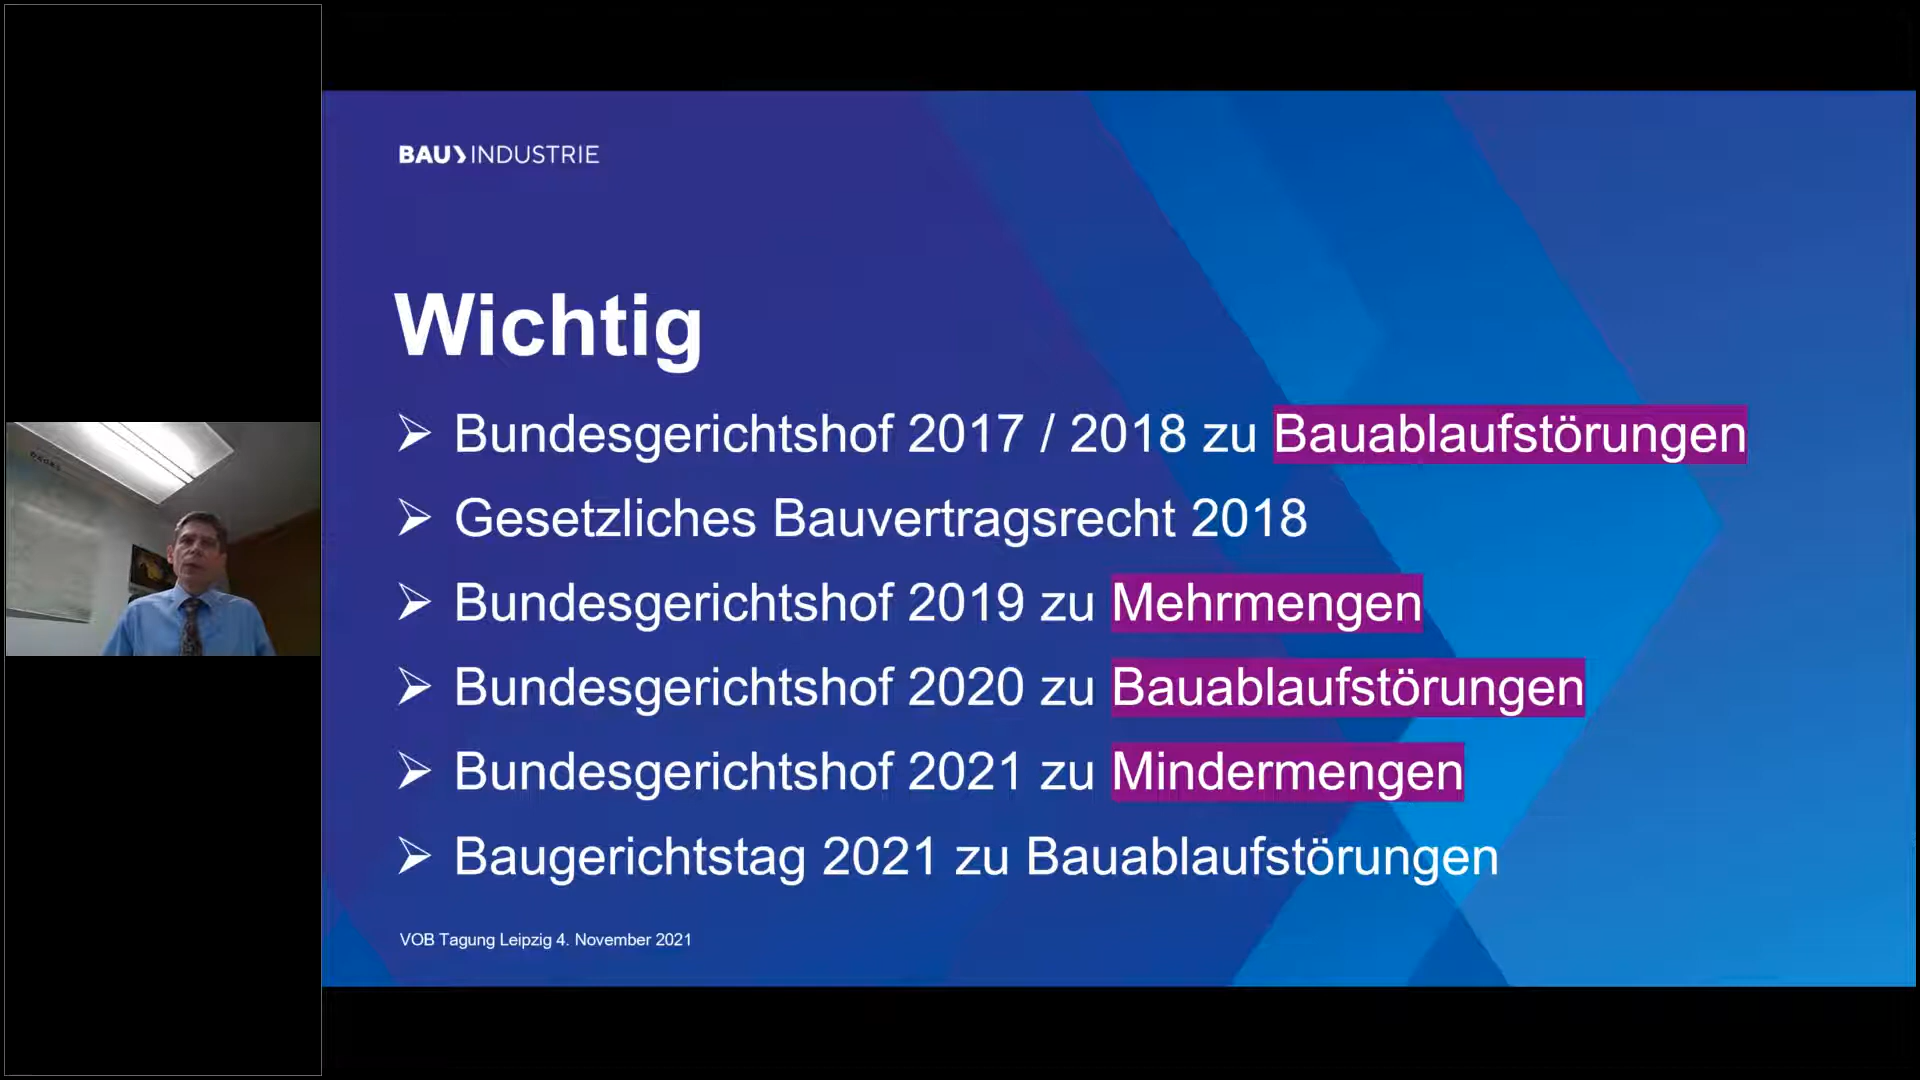 BAU INDUSTRIE
Wichtig
Bundesgerichtshof 2017 / 2018 zu Bauablaufstörungen
Gesetzliches Bauvertragsrecht 2018
Bundesgerichtshof 2019 zu Mehrmengen
Bundesgerichtshof 2020 zu Bauablaufstörungen
Bundesgerichtshof 2021 zu Mindermengen
Baugerichtstag 2021 zu Bauablaufstörungen
VOB Tagung Leipzig 4. November 2021